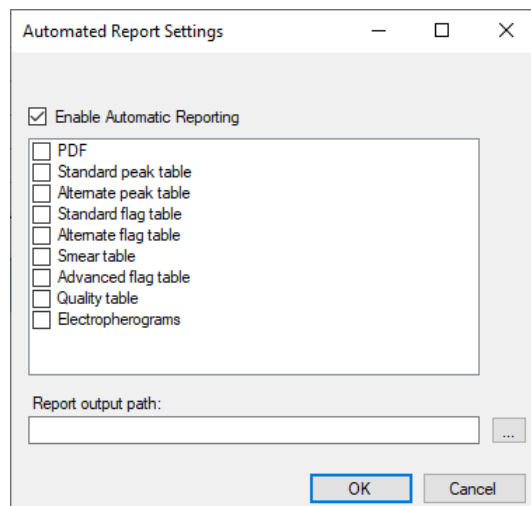 Automated Report Settings
Enable Automatic Reporting
PDF
Standard peak table
Alternate peak table
Standard flag table
Alternate flag table
Smear table
Advanced flag table
Quality table
Electropherograms
Report output path:
...
OK Cancel